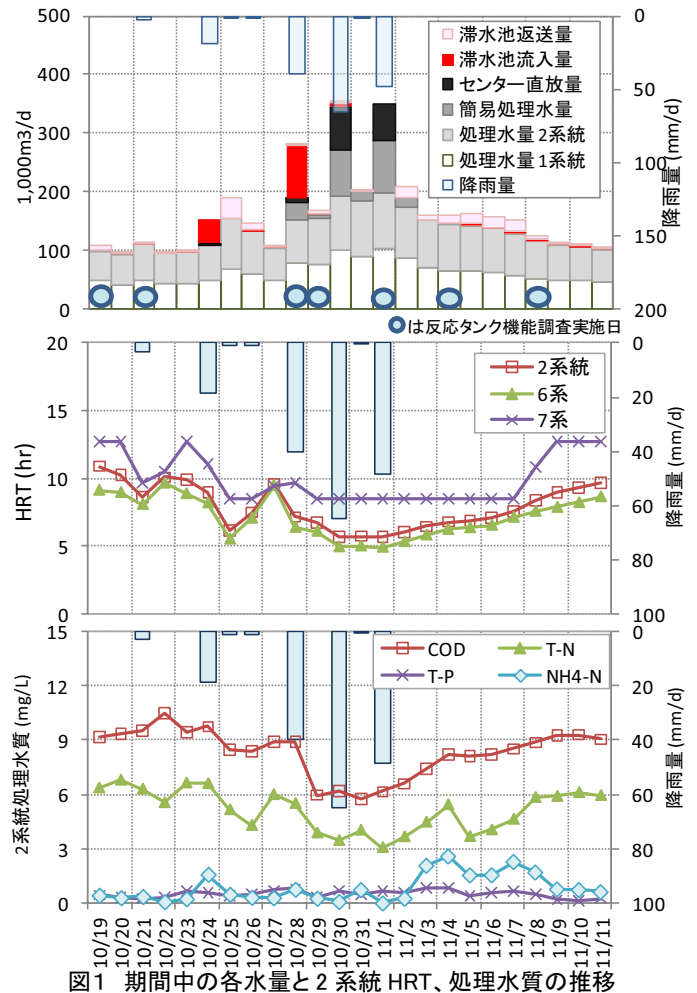 500
400
300
200
100
0
1,000m3/d
0
50
100
150
200
降雨量 (mm/d)
滞水池返送量
滞水池流入量
センター直放量
簡易処理水量
処理水量2系統
処理水量1系統
降雨量
は反応タンク機能調査実施日
20
15
10
5
0
HRT (hr)
0
20
40
60
80
100
降雨量 (mm/d)
2系統
6系
7系
15
12
9
6
3
0
2系統処理水質 (mg/L)
0
20
40
60
80
100
降雨量 (mm/d)
COD
T-N
T-P
NH4-N
10/19
10/20
10/21
10/22
10/23
10/24
10/25
10/26
10/27
10/28
10/29
10/30
10/31
11/1
11/2
11/3
11/4
11/5
11/6
11/7
11/8
11/9
11/10
11/11
図1 期間中の各水量と2系統HRT、処理水質の推移